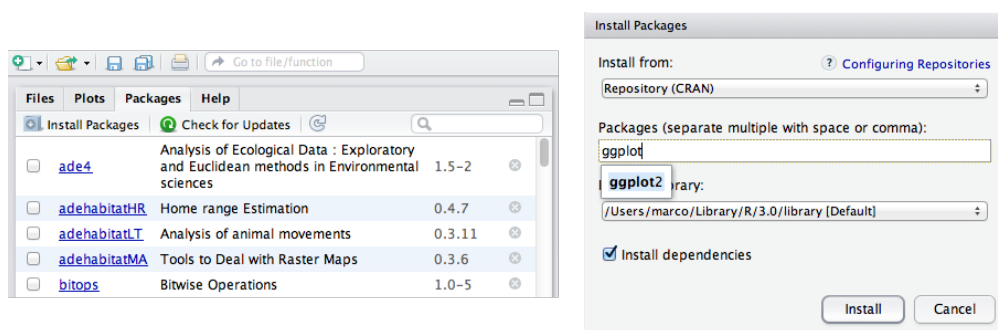 Go to file/function
Files Plots Packages Help
Install Packages Check for Updates
ade4 Analysis of Ecological Data : Exploratory and Euclidean methods in Environmental sciences 1.5-2
adehabitatHR Home range Estimation 0.4.7
adehabitatLT Analysis of animal movements 0.3.11
adehabitatMA Tools to Deal with Raster Maps 0.3.6
bitops Bitwise Operations 1.0-5
Install Packages
Install from: ? Configuring Repositories
Repository (CRAN)
Packages (separate multiple with space or comma):
ggplot
ggplot2
rary:
/Users/marco/Library/R/3.0/library [Default]
Install dependencies
Install Cancel